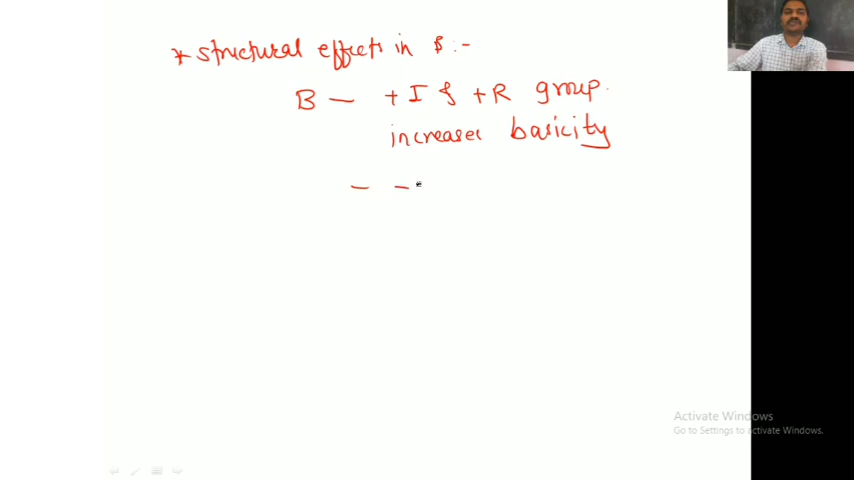 * structural effects in $ :-
B — +I & +R group.
increases basicity
— —
Activate Windows
Go to Settings to activate Windows.